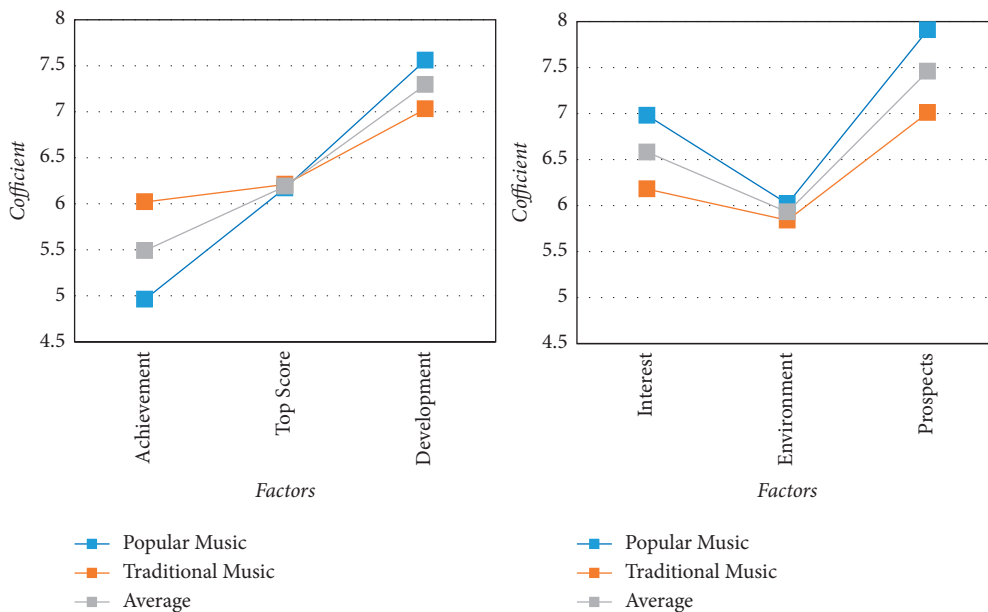 8
7.5
7
6.5
6
5.5
5
4.5
Cofficient
Achievement
Top Score
Development
Factors
Popular Music
Traditional Music
Average
8
7.5
7
6.5
6
5.5
5
4.5
Cofficient
Interest
Environment
Prospects
Factors
Popular Music
Traditional Music
Average